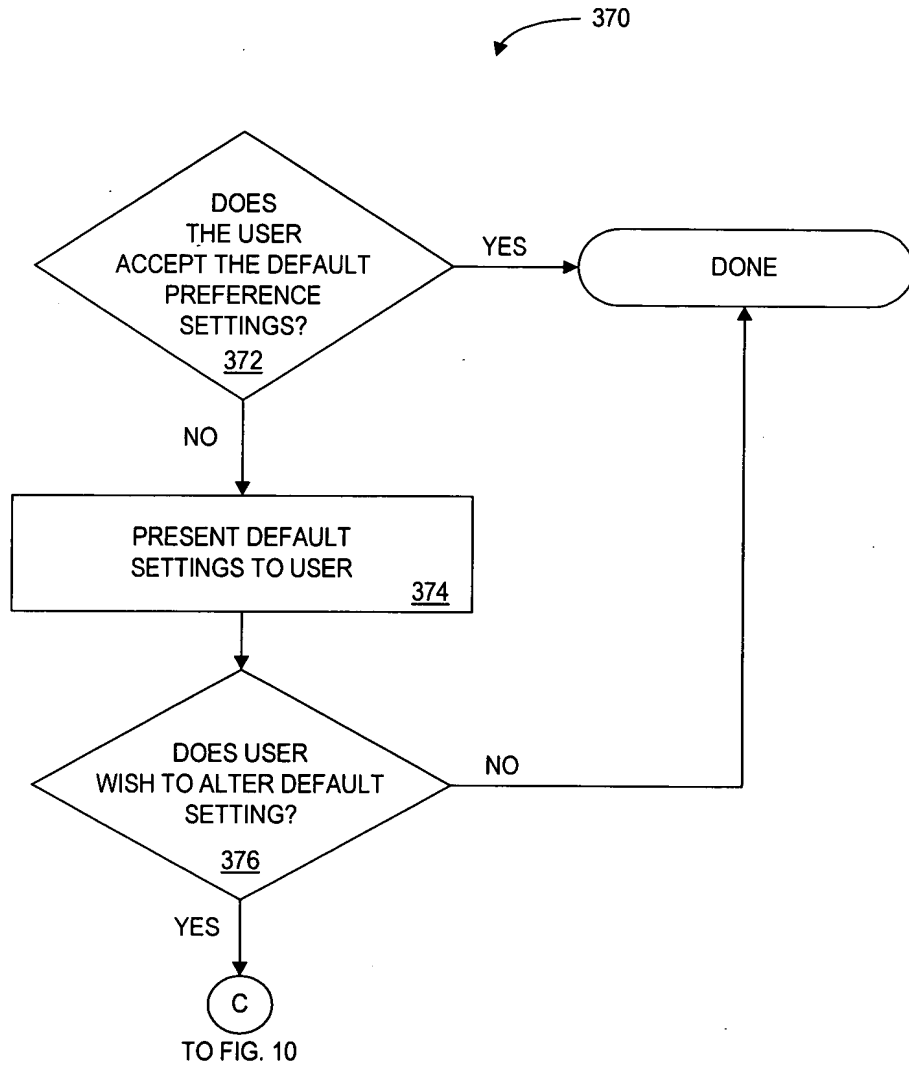 370
DOES
THE USER
ACCEPT THE DEFAULT
PREFERENCE
SETTINGS?
372
YES
DONE
NO
PRESENT DEFAULT
SETTINGS TO USER
374
DOES USER
WISH TO ALTER DEFAULT
SETTING?
376
NO
YES
C
TO FIG. 10